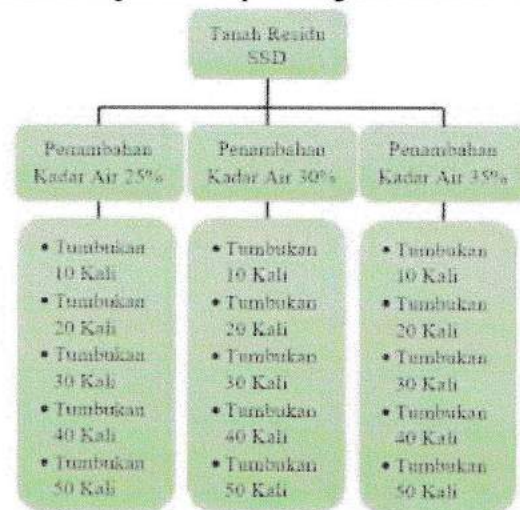 Tanah Residu
SSD
Penambahan
Kadar Air 25%
Penambahan
Kadar Air 30%
Penambahan
Kadar Air 35%
• Tumbukan
10 Kali
• Tumbukan
20 Kali
• Tumbukan
30 Kali
• Tumbukan
40 Kali
• Tumbukan
50 Kali
• Tumbukan
10 Kali
• Tumbukan
20 Kali
• Tumbukan
30 Kali
• Tumbukan
40 Kali
• Tumbukan
50 Kali
• Tumbukan
10 Kali
• Tumbukan
20 Kali
• Tumbukan
30 Kali
• Tumbukan
40 Kali
• Tumbukan
50 Kali